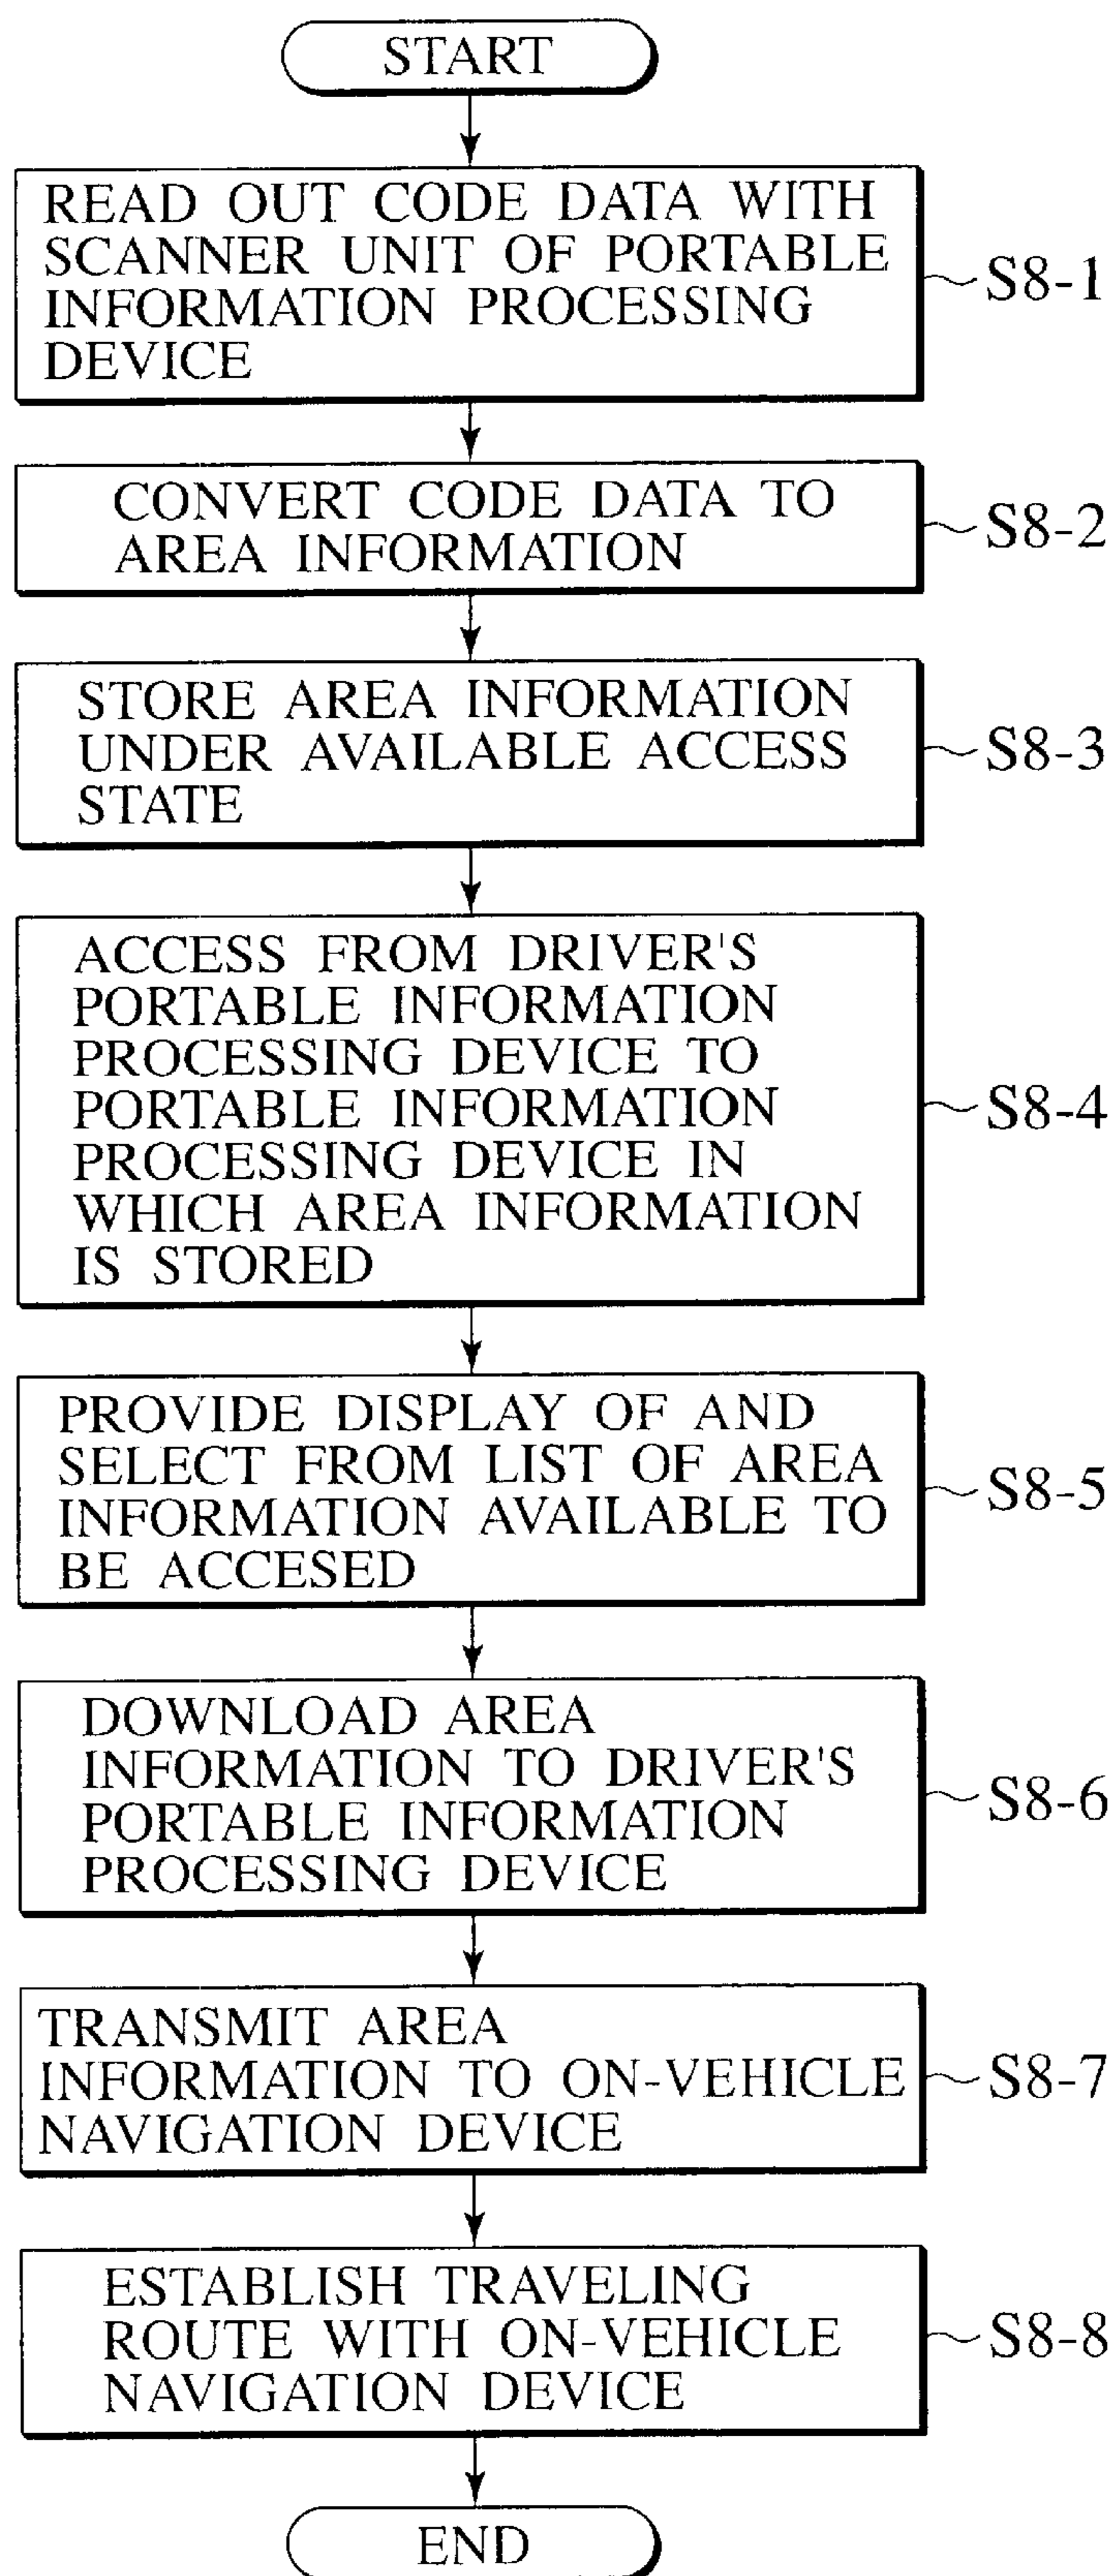 START
READ OUT CODE DATA WITH
SCANNER UNIT OF PORTABLE
INFORMATION PROCESSING
DEVICE
S8-1
CONVERT CODE DATA TO
AREA INFORMATION
S8-2
STORE AREA INFORMATION
UNDER AVAILABLE ACCESS
STATE
S8-3
ACCESS FROM DRIVER'S
PORTABLE INFORMATION
PROCESSING DEVICE TO
PORTABLE INFORMATION
PROCESSING DEVICE IN
WHICH AREA INFORMATION
IS STORED
S8-4
PROVIDE DISPLAY OF AND
SELECT FROM LIST OF AREA
INFORMATION AVAILABLE TO
BE ACCESED
S8-5
DOWNLOAD AREA
INFORMATION TO DRIVER'S
PORTABLE INFORMATION
PROCESSING DEVICE
S8-6
TRANSMIT AREA
INFORMATION TO ON-VEHICLE
NAVIGATION DEVICE
S8-7
ESTABLISH TRAVELING
ROUTE WITH ON-VEHICLE
NAVIGATION DEVICE
S8-8
END